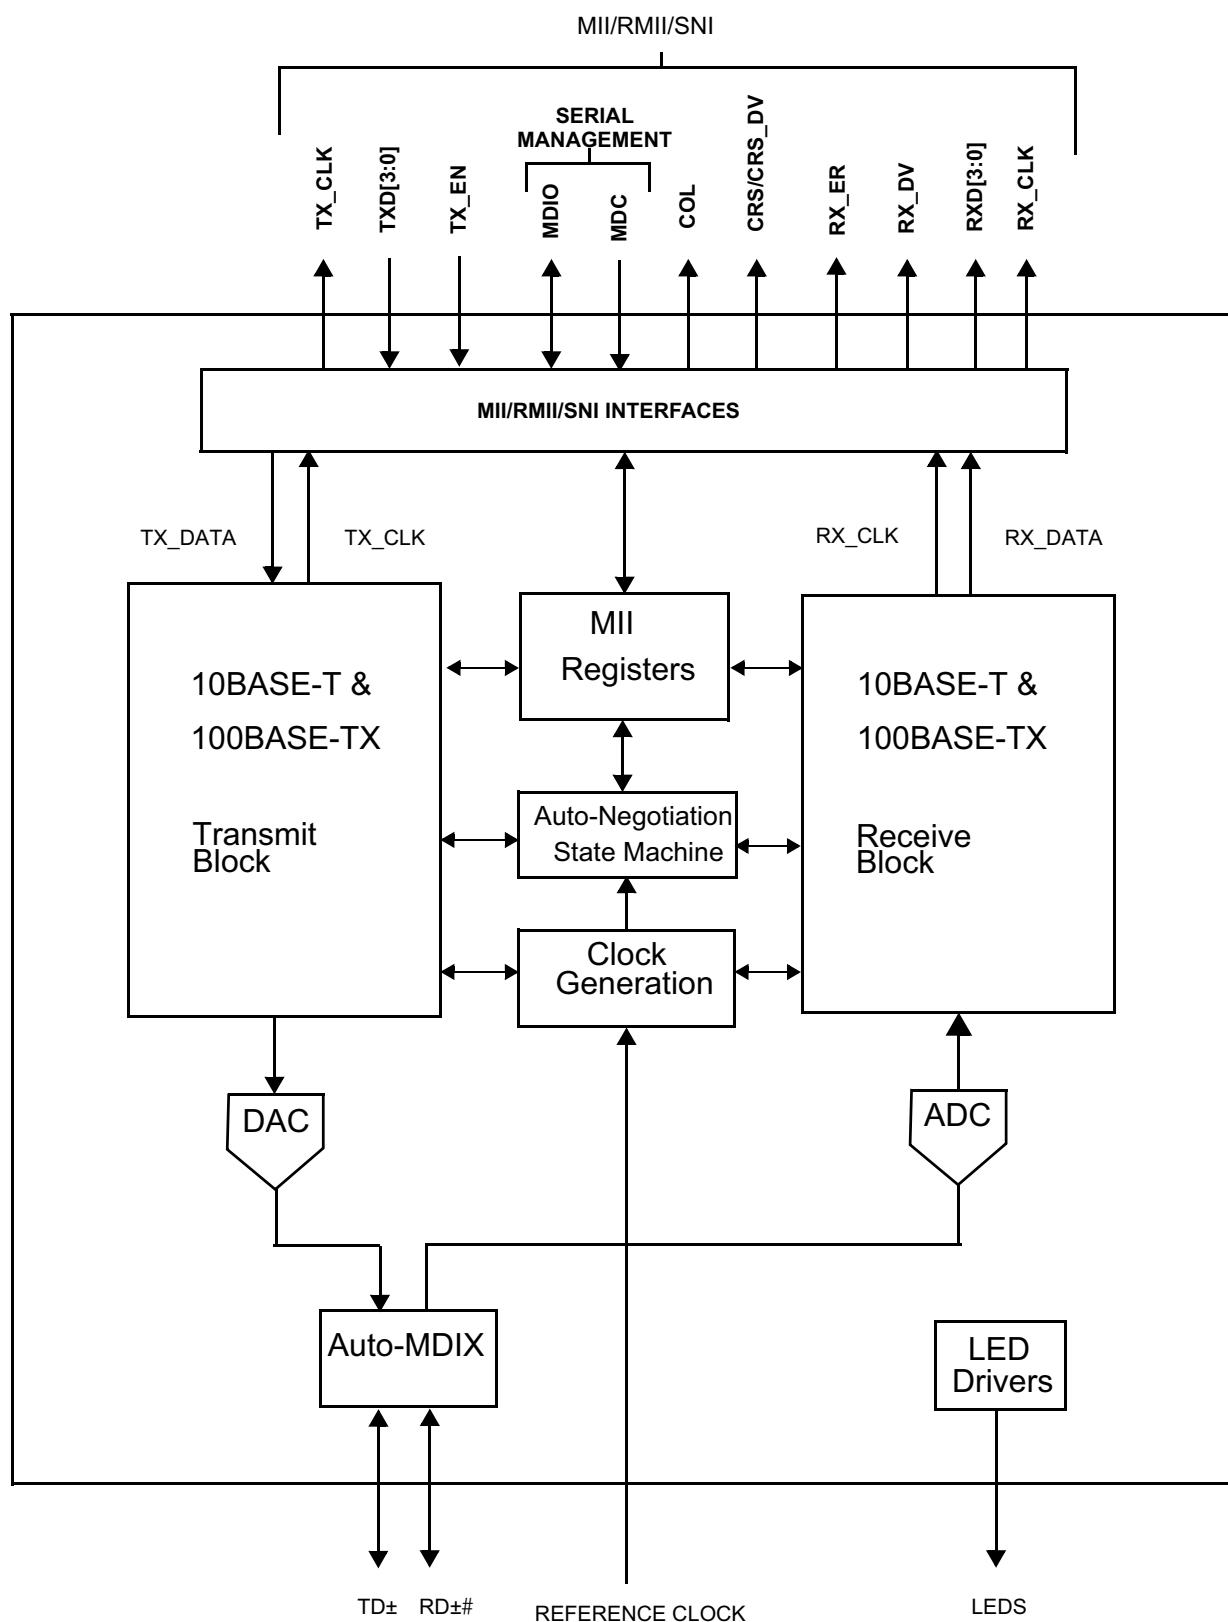 MII/RMII/SNI
SERIAL
MANAGEMENT
TX_CLK
TXD[3:0]
TX_EN
MDIO
MDC
COL
CRS/CRS_DV
RX_ER
RX_DV
RXD[3:0]
RX_CLK
MII/RMII/SNI INTERFACES
TX_DATA
TX_CLK
RX_CLK
RX_DATA
10BASE-T &
100BASE-TX
Transmit
Block
MII
Registers
Auto-Negotiation
State Machine
Clock
Generation
10BASE-T &
100BASE-TX
Receive
Block
DAC
ADC
Auto-MDIX
LED
Drivers
TD±
RD±#
REFERENCE CLOCK
LEDS